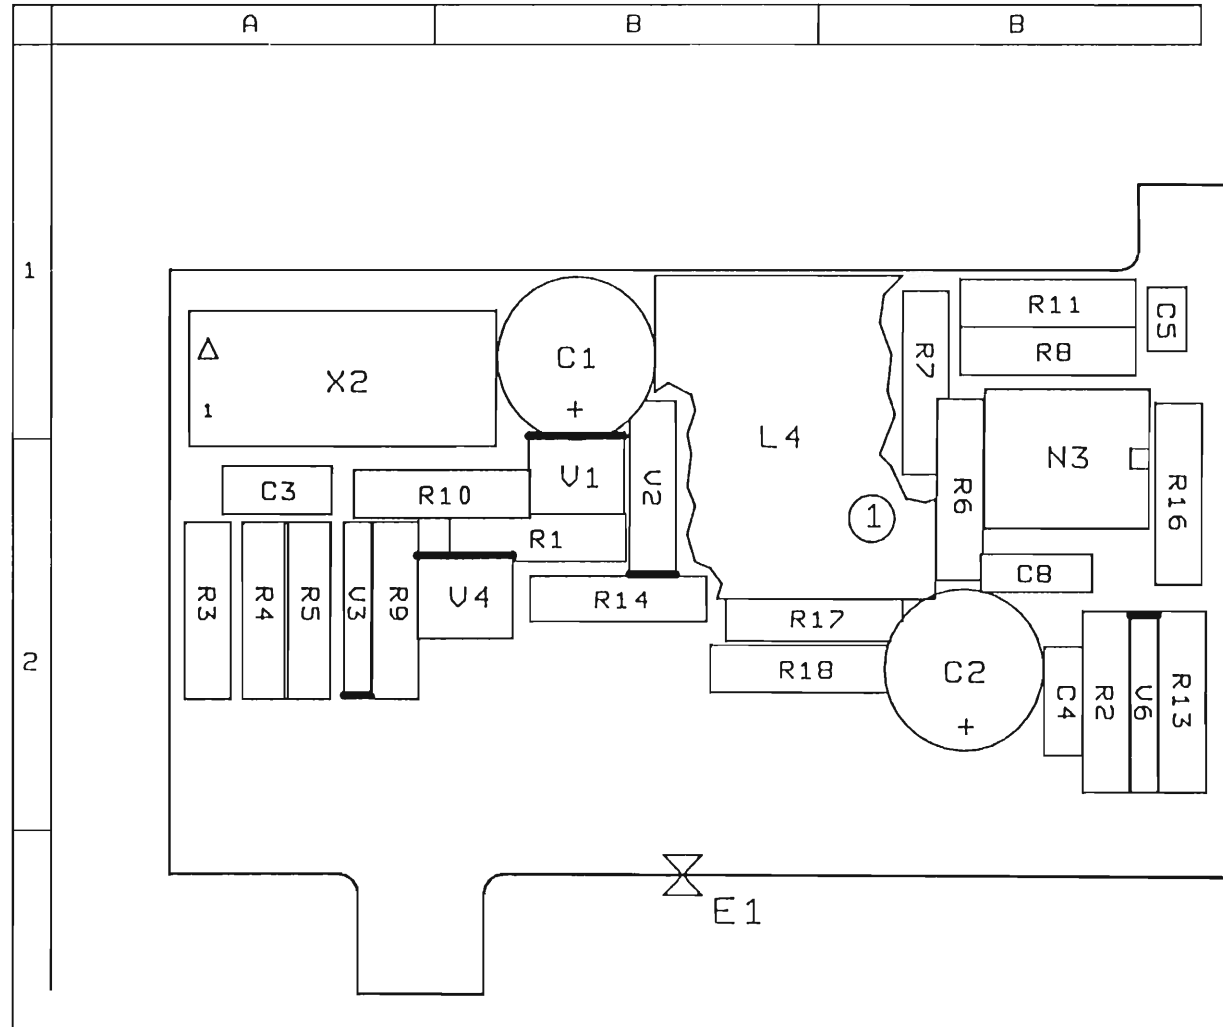 A B B
1
R11
C5
R8
R7
C1
+
X2
1
L4
N3
V1
V2
C3
R10
R6
R16
1
R1
C8
R3
R4
R5
V3
R9
V4
R14
R17
2
R18
C2
+
C4
R2
V6
R13
E1